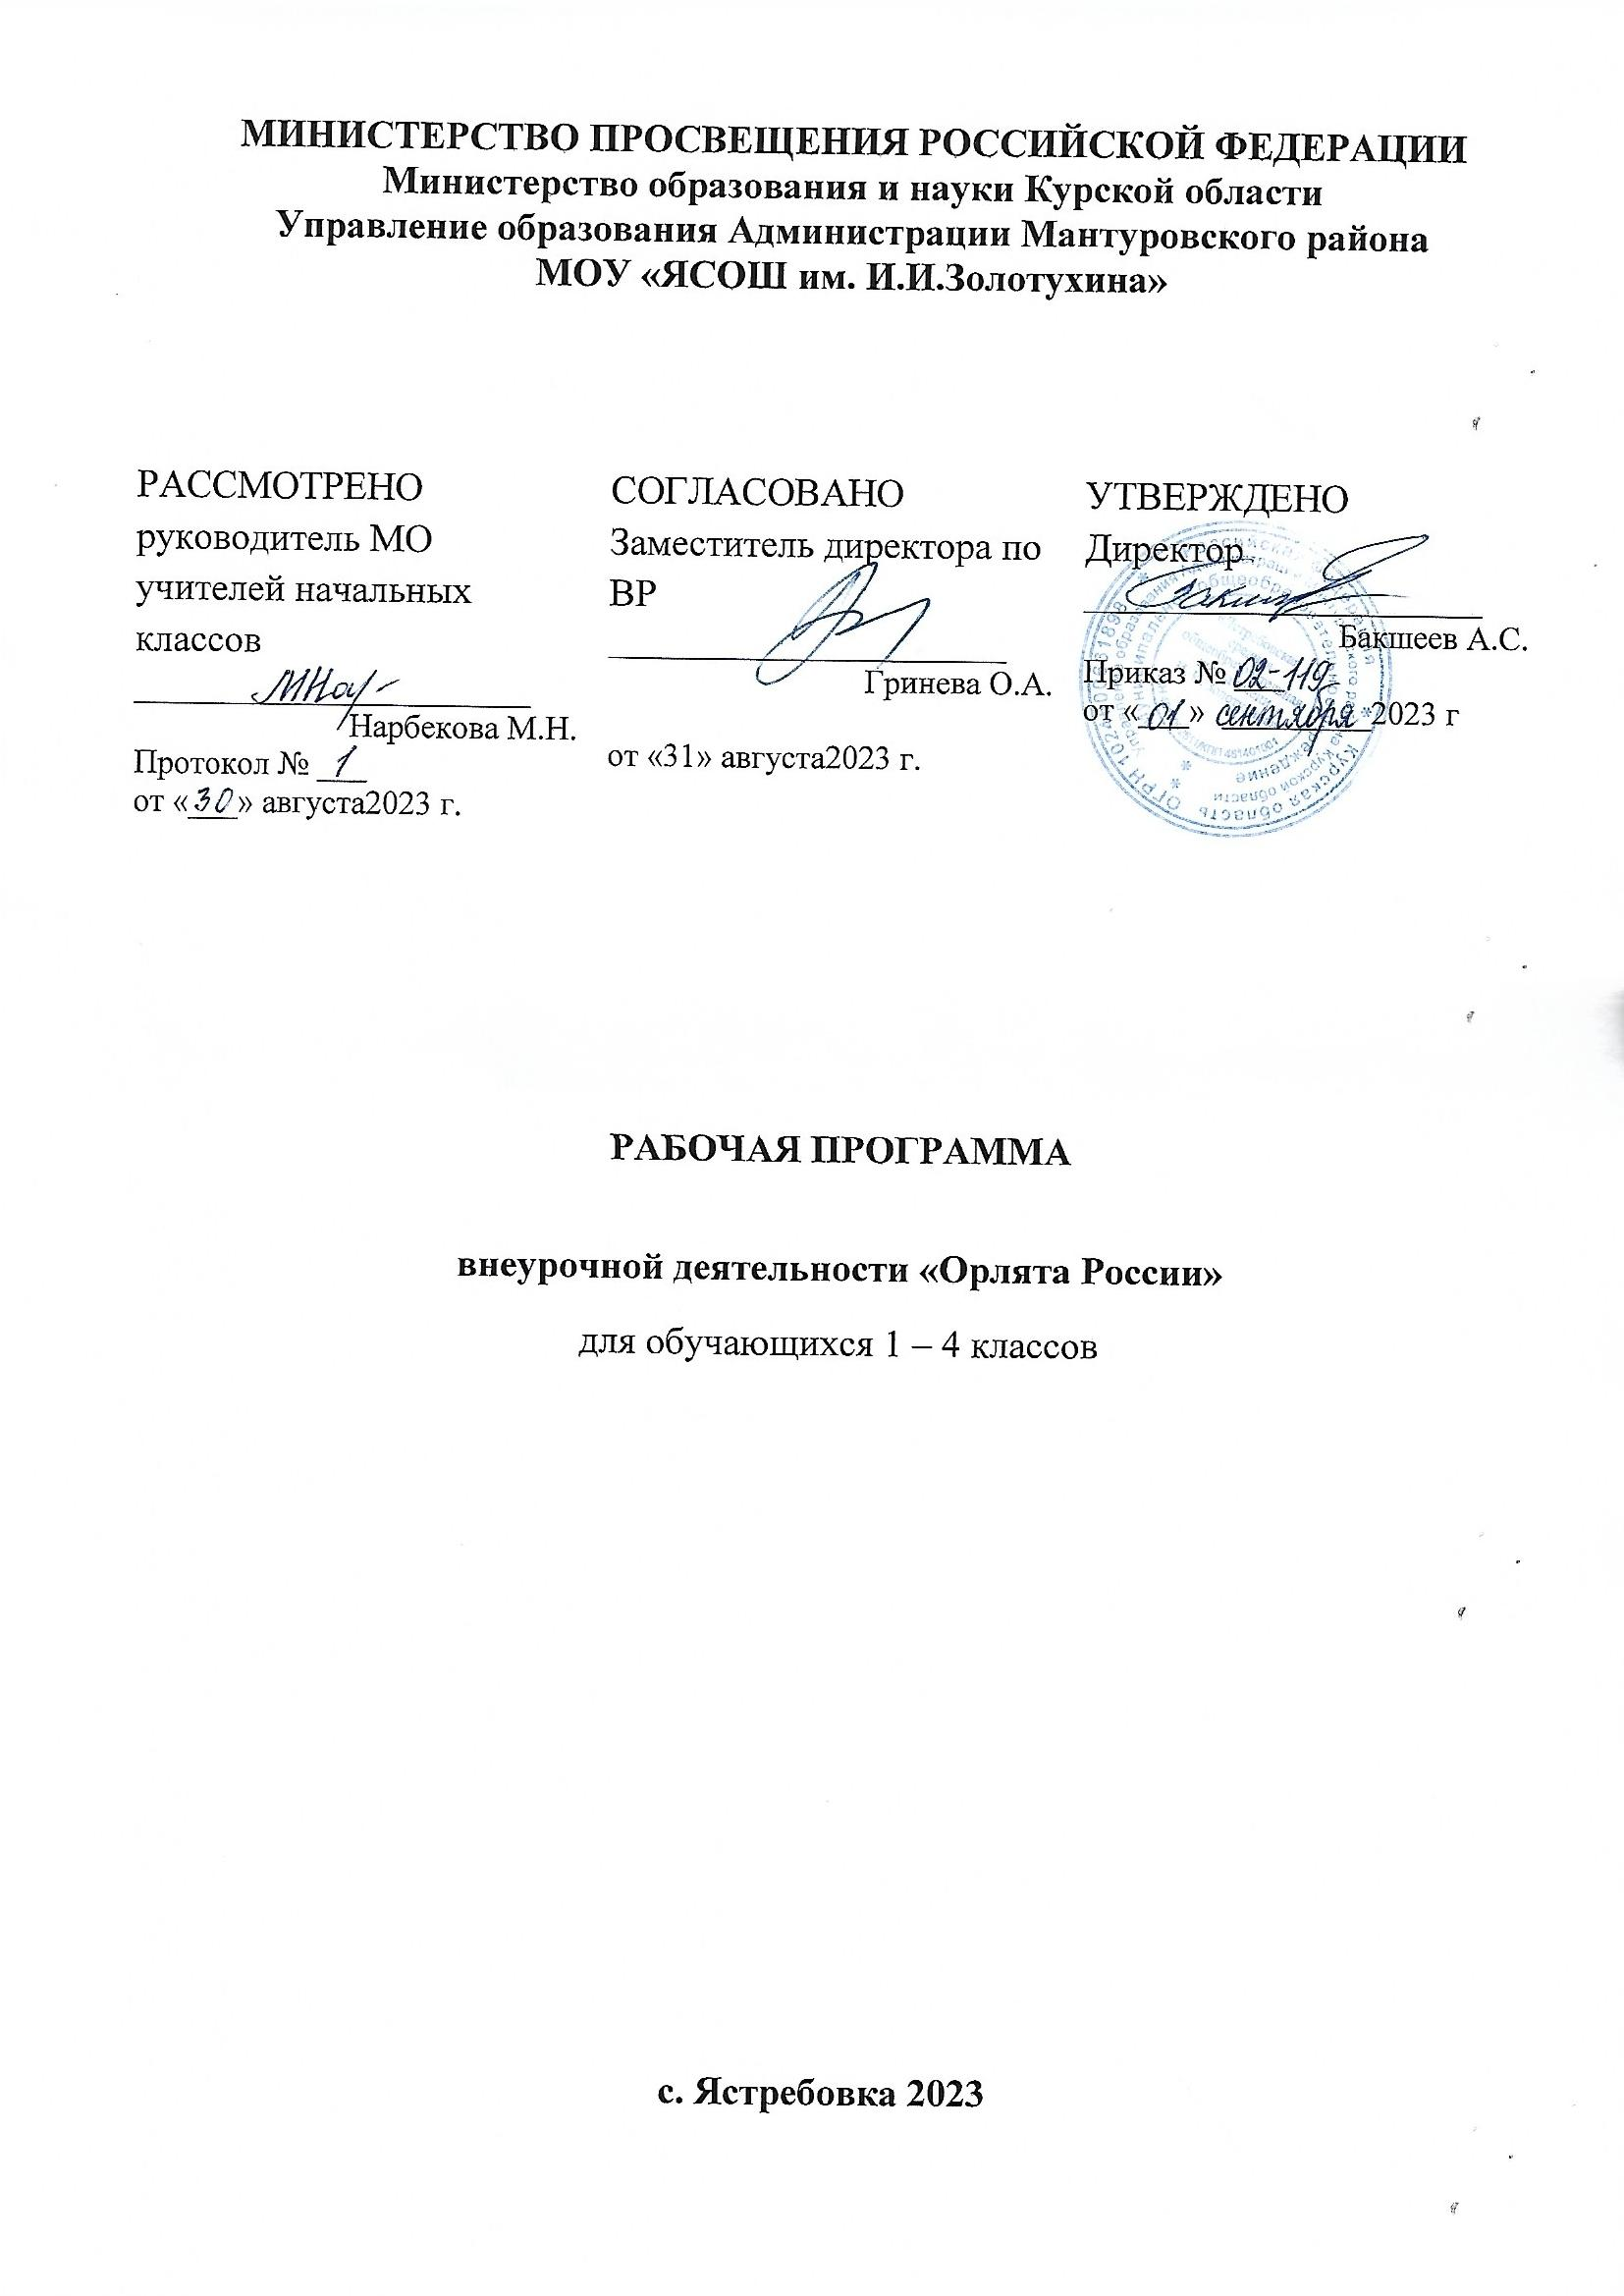 МИНИСТЕРСТВО ПРОСВЕЩЕНИЯ РОССИЙСКОЙ ФЕДЕРАЦИИ
Министерство образования и науки Курской области
Управление образования Администрации Мантуровского района
МОУ «ЯСОШ им. И.И.Золотухина»
РАССМОТРЕНО
руководитель МО
учителей начальных
классов
Нарбекова М.Н.
Протокол № 1
от «30» августа2023 г.
СОГЛАСОВАНО
Заместитель директора по
ВР
Гринева О.А.
от «31» августа2023 г.
УТВЕРЖДЕНО
Директор
Бакшеев А.С.
Приказ № 02-119
от «01» сентября 2023 г
Курская область ОГРН
РАБОЧАЯ ПРОГРАММА
внеурочной деятельности «Орлята России»
для обучающихся 1 – 4 классов
с. Ястребовка 2023